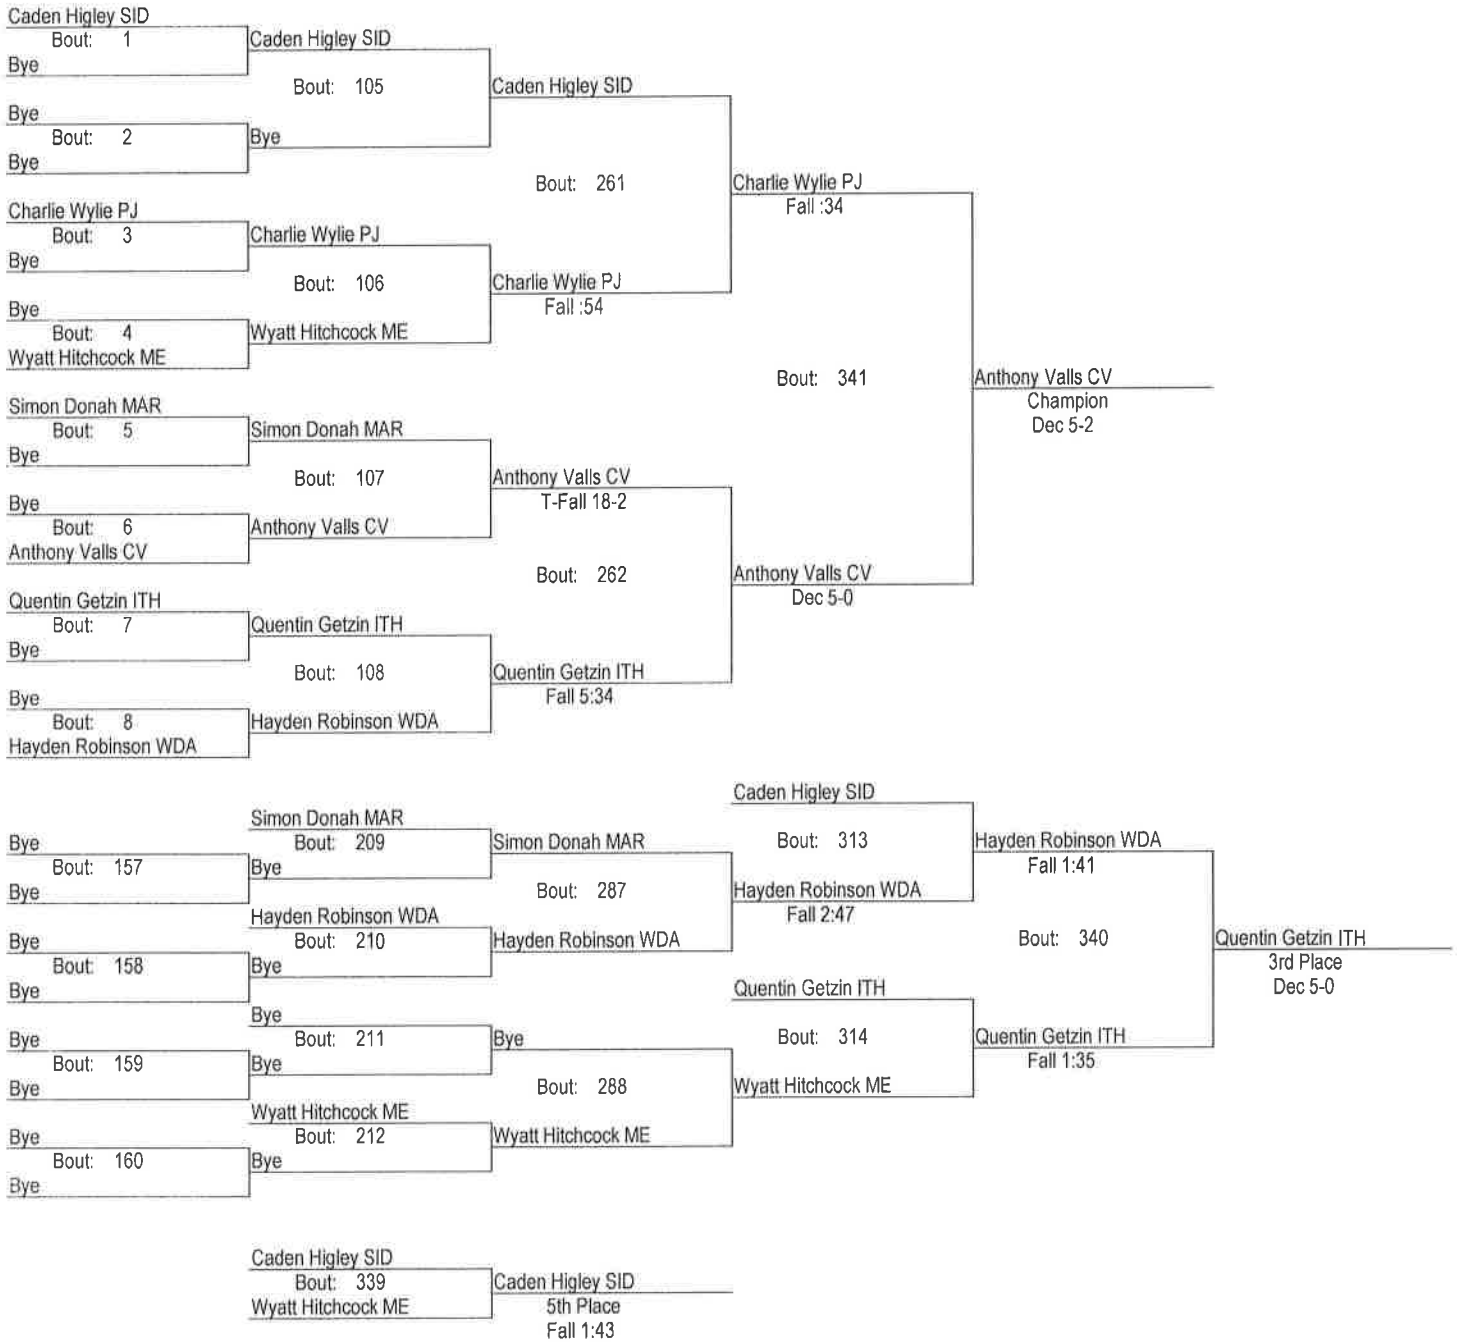 Caden Higley SID
Bout: 1
Bye
Caden Higley SID
Bout: 105
Bye
Bout: 2
Bye
Bye
Caden Higley SID
Bout: 261
Charlie Wylie PJ
Bout: 3
Bye
Charlie Wylie PJ
Bout: 106
Bye
Bout: 4
Wyatt Hitchcock ME
Wyatt Hitchcock ME
Charlie Wylie PJ
Fall :54
Charlie Wylie PJ
Fall :34
Bout: 341
Simon Donah MAR
Bout: 5
Bye
Simon Donah MAR
Bout: 107
Bye
Bout: 6
Anthony Valls CV
Anthony Valls CV
Anthony Valls CV
T-Fall 18-2
Bout: 262
Quentin Getzin ITH
Bout: 7
Bye
Quentin Getzin ITH
Bout: 108
Bye
Bout: 8
Hayden Robinson WDA
Hayden Robinson WDA
Quentin Getzin ITH
Fall 5:34
Anthony Valls CV
Dec 5-0
Anthony Valls CV
Champion
Dec 5-2
Bye
Bout: 157
Bye
Simon Donah MAR
Bout: 209
Bye
Simon Donah MAR
Bout: 287
Bye
Bout: 158
Bye
Hayden Robinson WDA
Bout: 210
Bye
Hayden Robinson WDA
Caden Higley SID
Bout: 313
Hayden Robinson WDA
Fall 2:47
Hayden Robinson WDA
Fall 1:41
Bout: 340
Bye
Bout: 159
Bye
Bye
Bout: 211
Bye
Bye
Bout: 288
Bye
Bout: 160
Bye
Wyatt Hitchcock ME
Bout: 212
Bye
Wyatt Hitchcock ME
Quentin Getzin ITH
Bout: 314
Wyatt Hitchcock ME
Quentin Getzin ITH
Fall 1:35
Quentin Getzin ITH
3rd Place
Dec 5-0
Caden Higley SID
Bout: 339
Wyatt Hitchcock ME
Caden Higley SID
5th Place
Fall 1:43